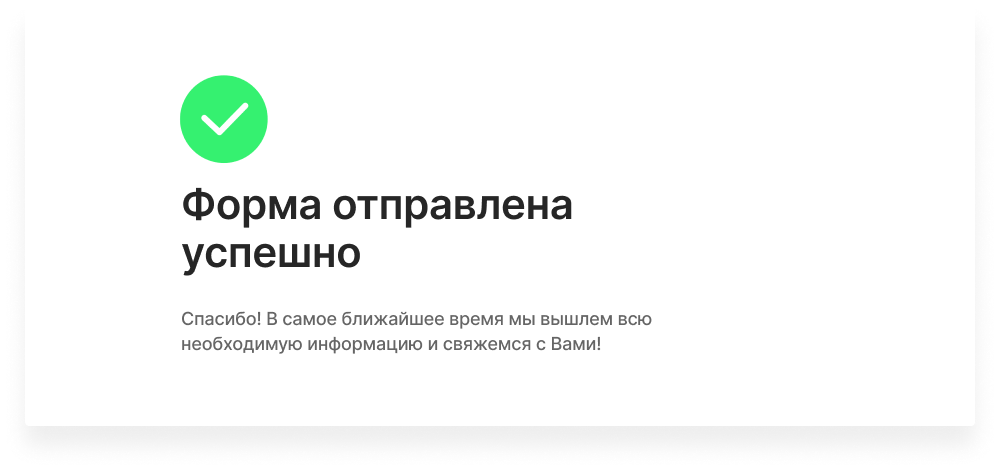 Форма отправлена
успешно
Спасибо! В самое ближайшее время мы вышлем всю
необходимую информацию и свяжемся с Вами!